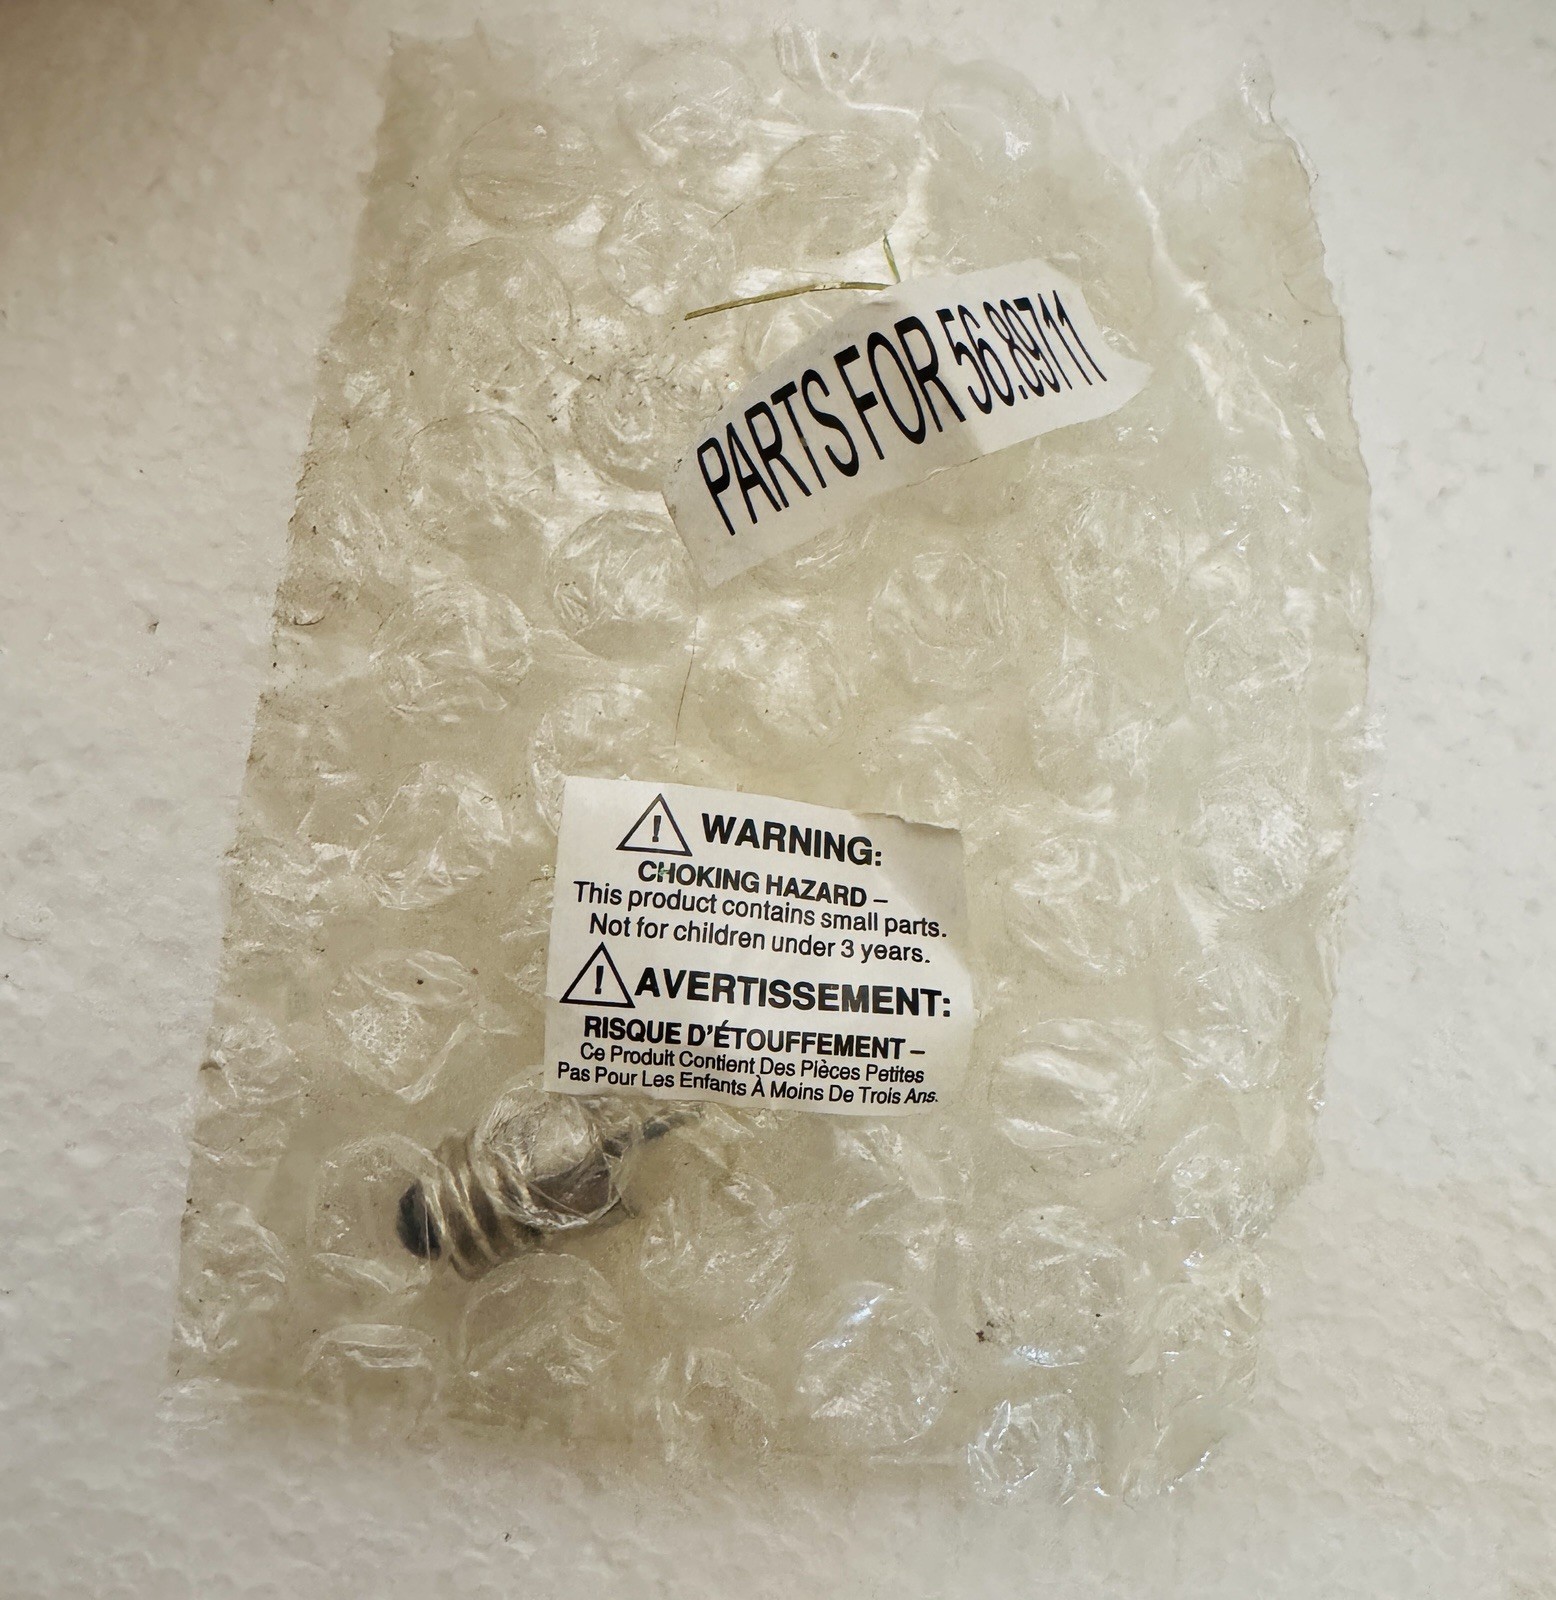 PARTS FOR 56.89711
WARNING:
CHOKING HAZARD –
This product contains small parts.
Not for children under 3 years.
AVERTISSEMENT:
RISQUE D'ÉTOUFFEMENT –
Ce Produit Contient Des Pièces Petites
Pas Pour Les Enfants À Moins De Trois Ans.